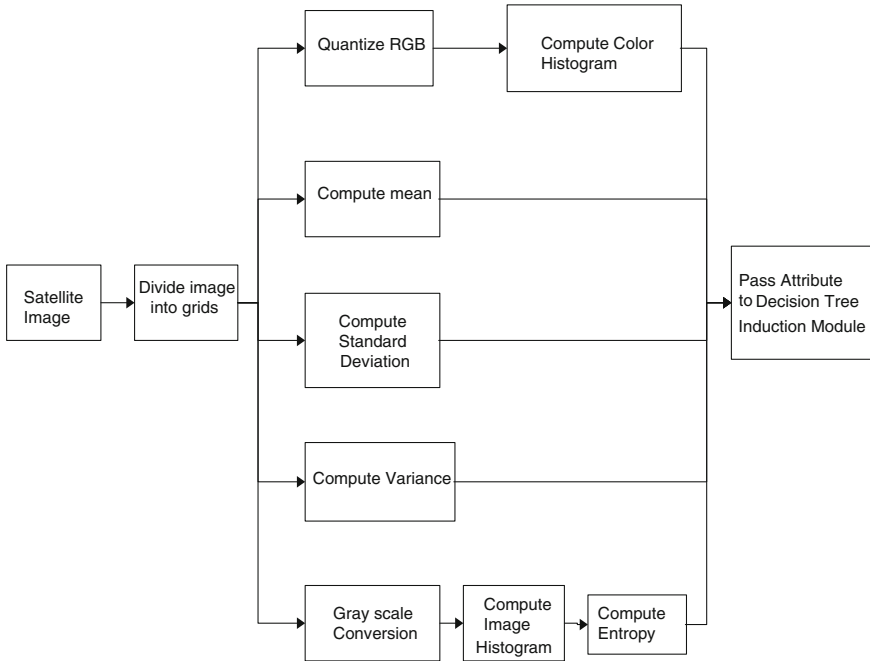 Quantize RGB
Compute Color
Histogram
Compute mean
Satellite
Image
Divide image
into grids
Compute
Standard
Deviation
Pass Attribute
to Decision Tree
Induction Module
Compute Variance
Gray scale
Conversion
Compute
Image
Histogram
Compute
Entropy